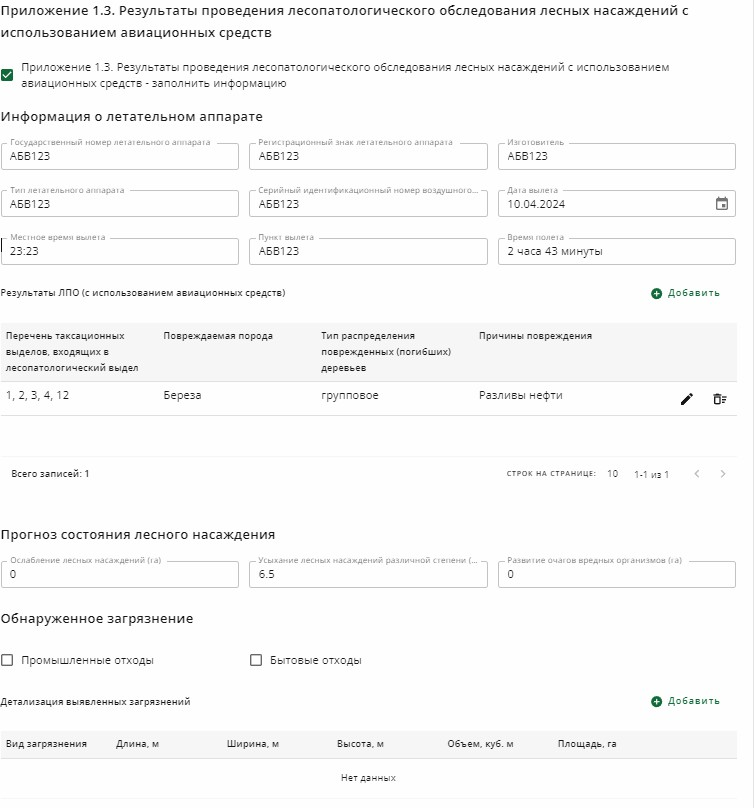 Приложение 1.3. Результаты проведения лесопатологического обследования лесных насаждений с
использованием авиационных средств
Приложение 1.3. Результаты проведения лесопатологического обследования лесных насаждений с использованием
авиационных средств - заполнить информацию
Информация о летательном аппарате
Государственный номер летательного аппарата Регистрационный знак летательного аппарата Изготовитель
АБВ123 АБВ123 АБВ123
Тип летательного аппарата Серийный идентификационный номер воздушного... Дата вылета
АБВ123 АБВ123 10.04.2024
Местное время вылета Пункт вылета Время полета
23:23 АБВ123 2 часа 43 минуты
Результаты ЛПО (с использованием авиационных средств) Добавить
Перечень таксационных Повреждаемая порода Тип распределения Причины повреждения
выделов, входящих в поврежденных (погибших)
лесопатологический выдел деревьев
1, 2, 3, 4, 12 Береза групповое Разливы нефти
Всего записей: 1 СТРОК НА СТРАНИЦЕ: 10 1-1 из 1
Прогноз состояния лесного насаждения
Ослабление лесных насаждений (га) Усыхание лесных насаждений различной степени (... Развитие очагов вредных организмов (га)
0 6.5 0
Обнаруженное загрязнение
Промышленные отходы Бытовые отходы
Детализация выявленных загрязнений Добавить
Вид загрязнения Длина, м Ширина, м Высота, м Объем, куб. м Площадь, га
Нет данных